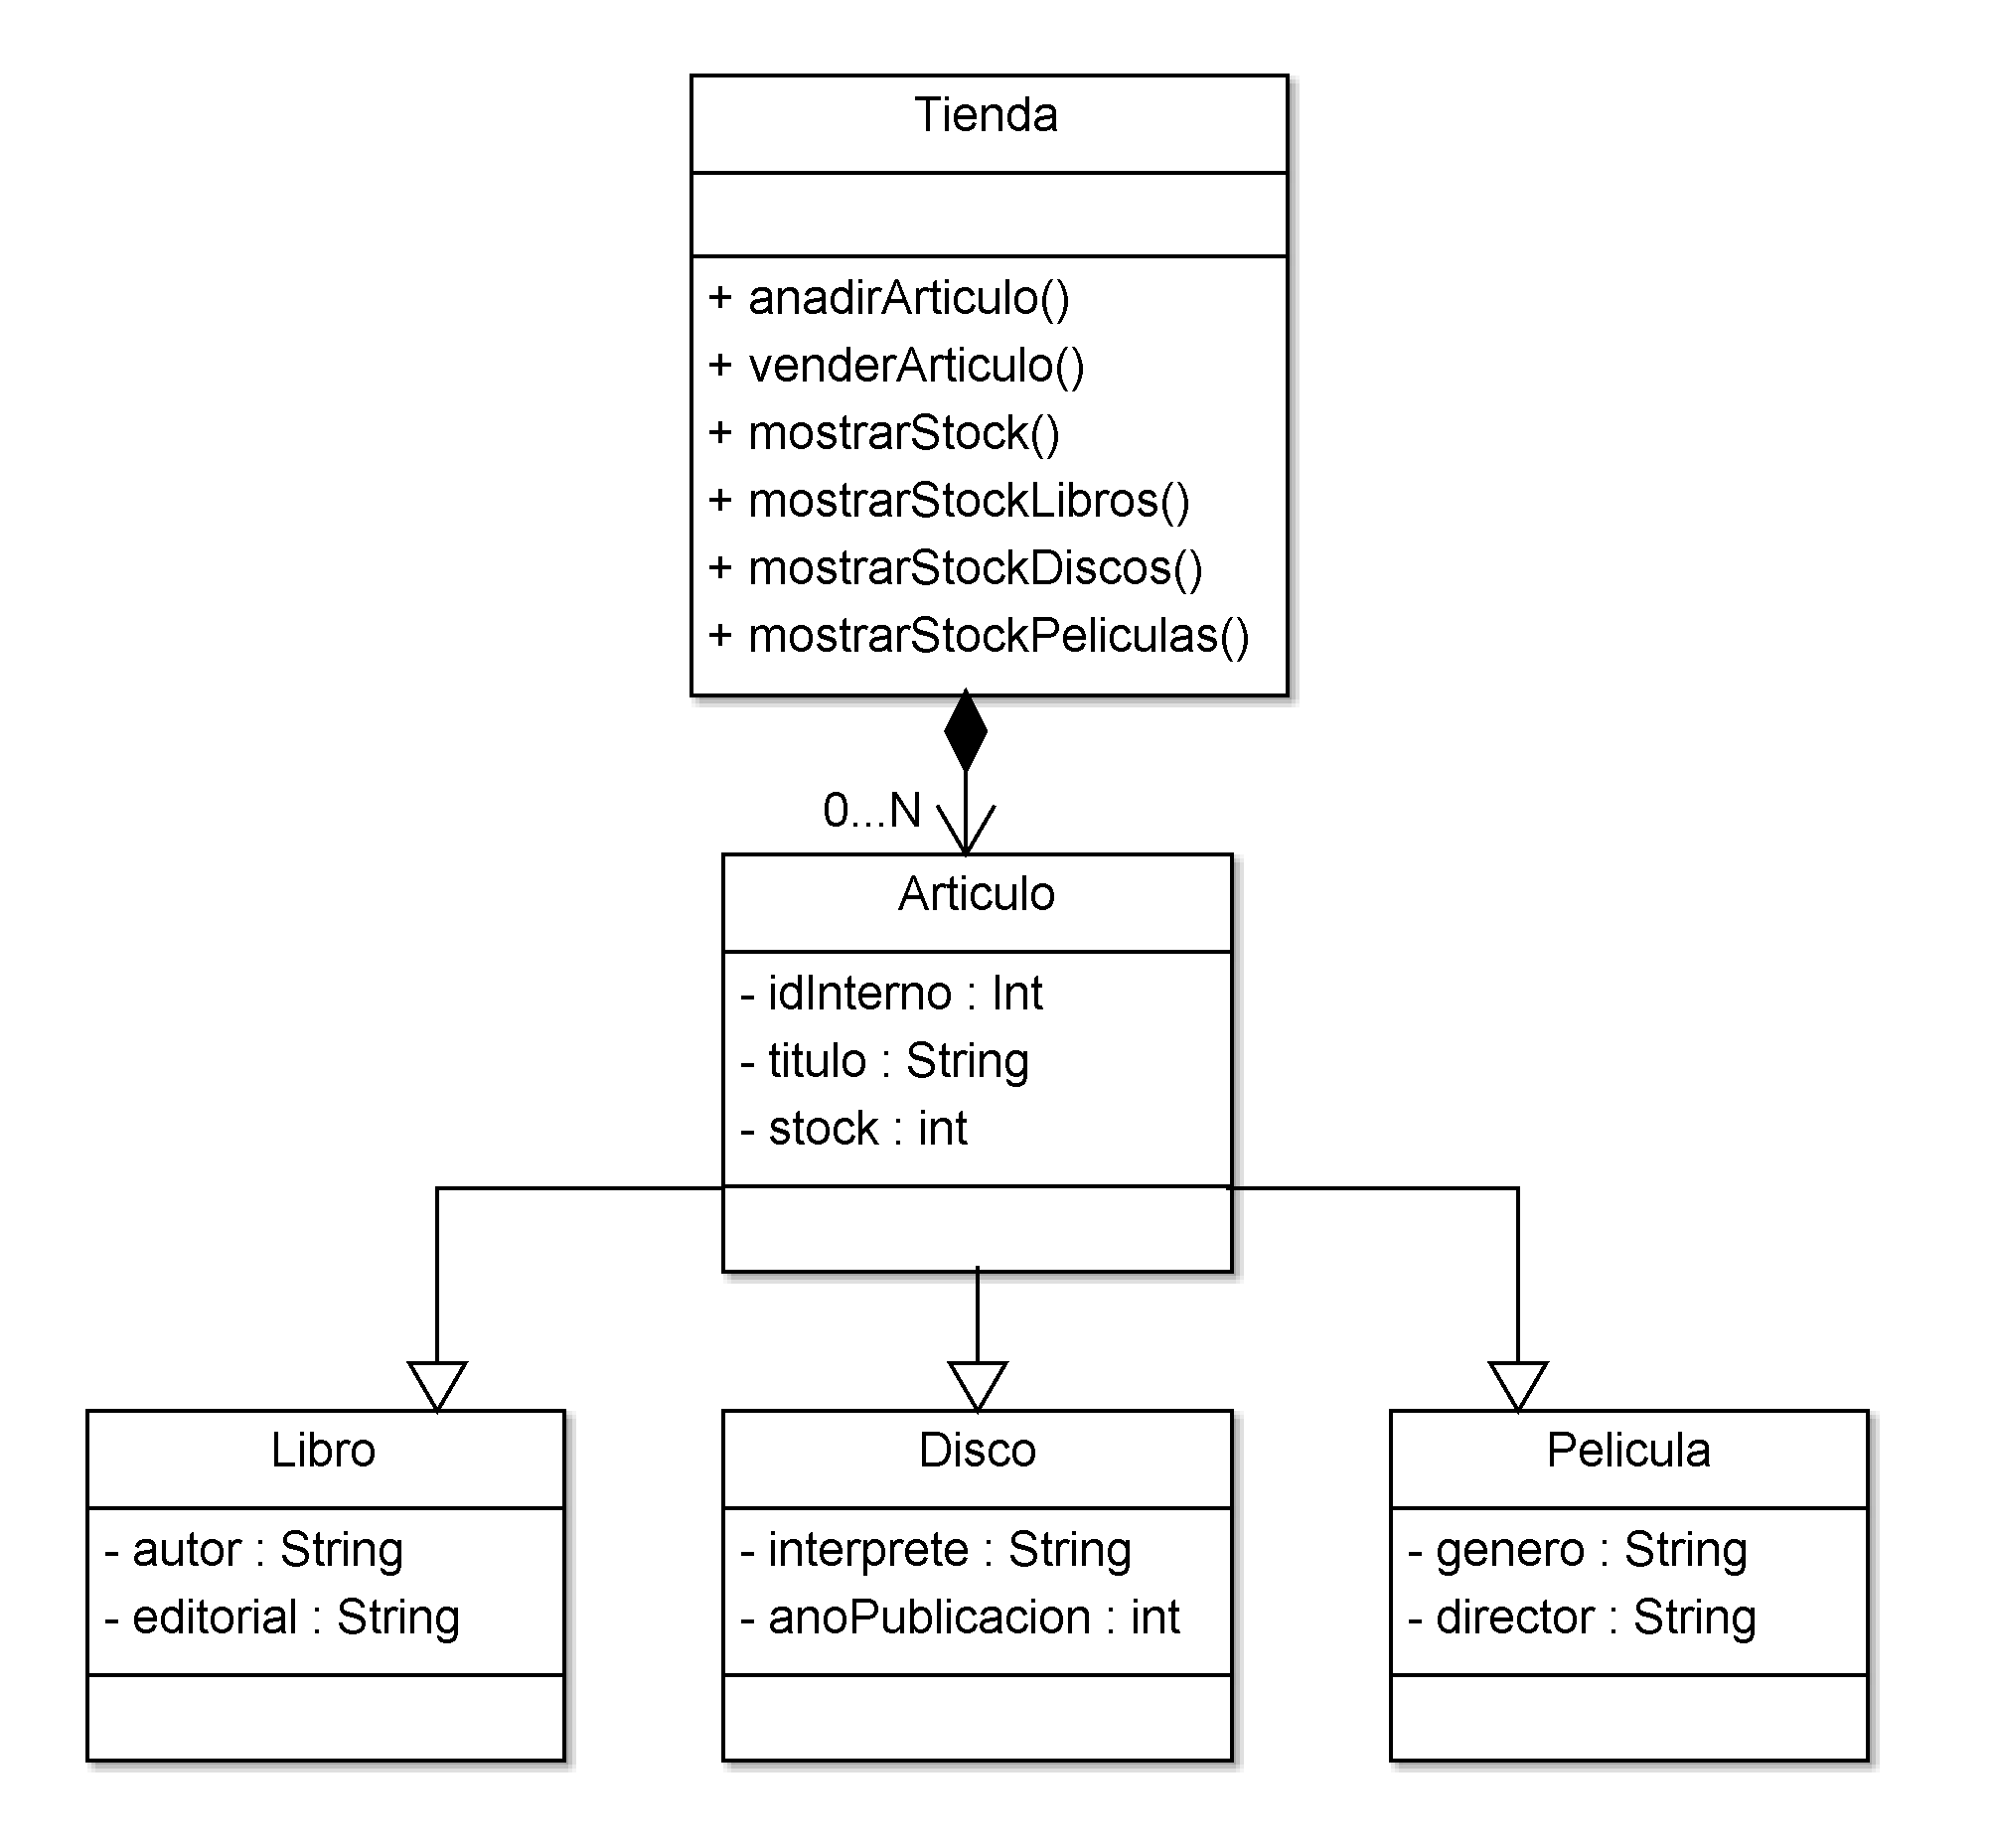 Tienda
+ anadirArticulo()
+ venderArticulo()
+ mostrarStock()
+ mostrarStockLibros()
+ mostrarStockDiscos()
+ mostrarStockPeliculas()
0...N
Articulo
- idInterno : Int
- titulo : String
- stock : int
Libro
- autor : String
- editorial : String
Disco
- interprete : String
- anoPublicacion : int
Pelicula
- genero : String
- director : String